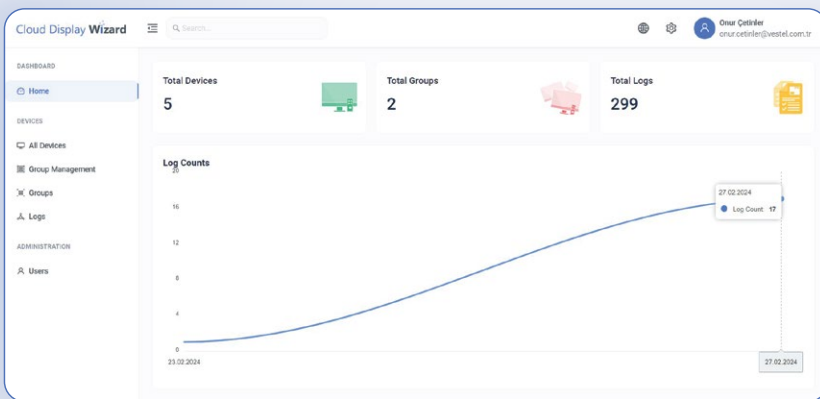 Cloud Display Wizard
Search...
Onur Çetinler
onur.cetinler@vestel.com.tr
DASHBOARD
Home
DEVICES
All Devices
Group Management
Groups
Logs
ADMINISTRATION
Users
Total Devices
5
Total Groups
2
Total Logs
299
Log Counts
20
16
12
8
4
0
27.02.2024
Log Count 17
23.02.2024
27.02.2024